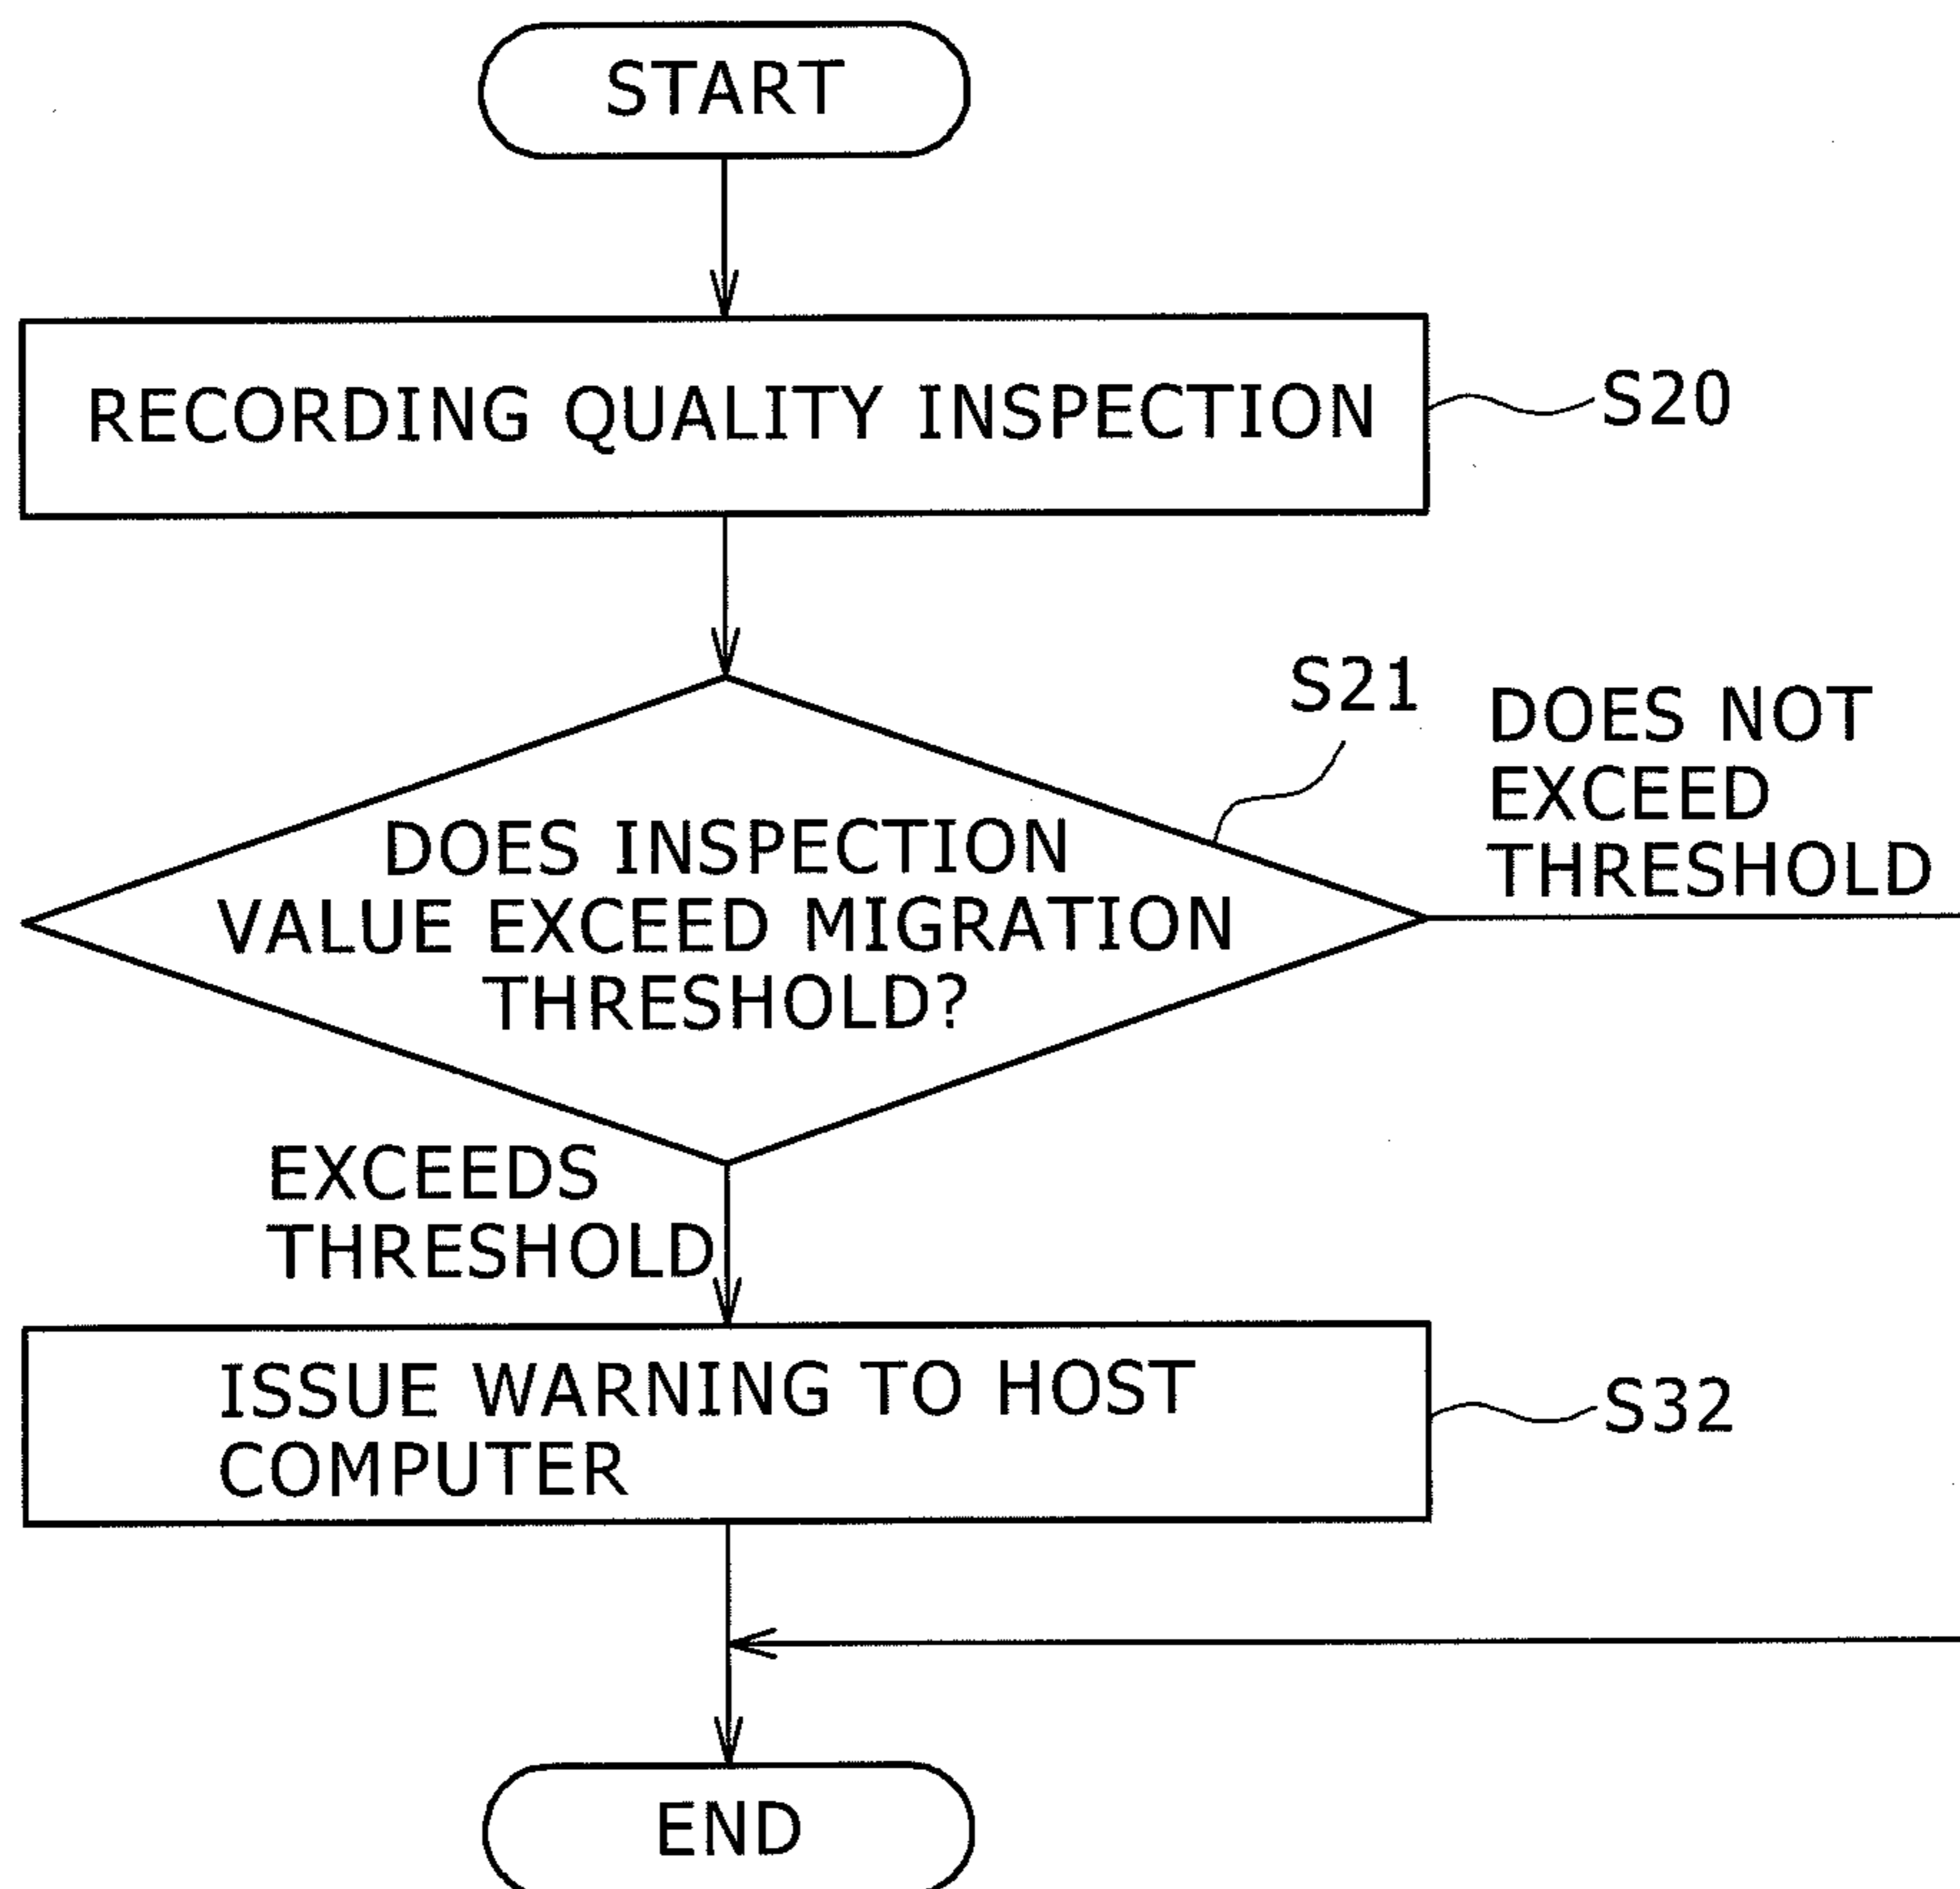 START
RECORDING QUALITY INSPECTION
S20
S21
DOES NOT
EXCEED
THRESHOLD
DOES INSPECTION
VALUE EXCEED MIGRATION
THRESHOLD?
EXCEEDS
THRESHOLD
ISSUE WARNING TO HOST
COMPUTER
S32
END